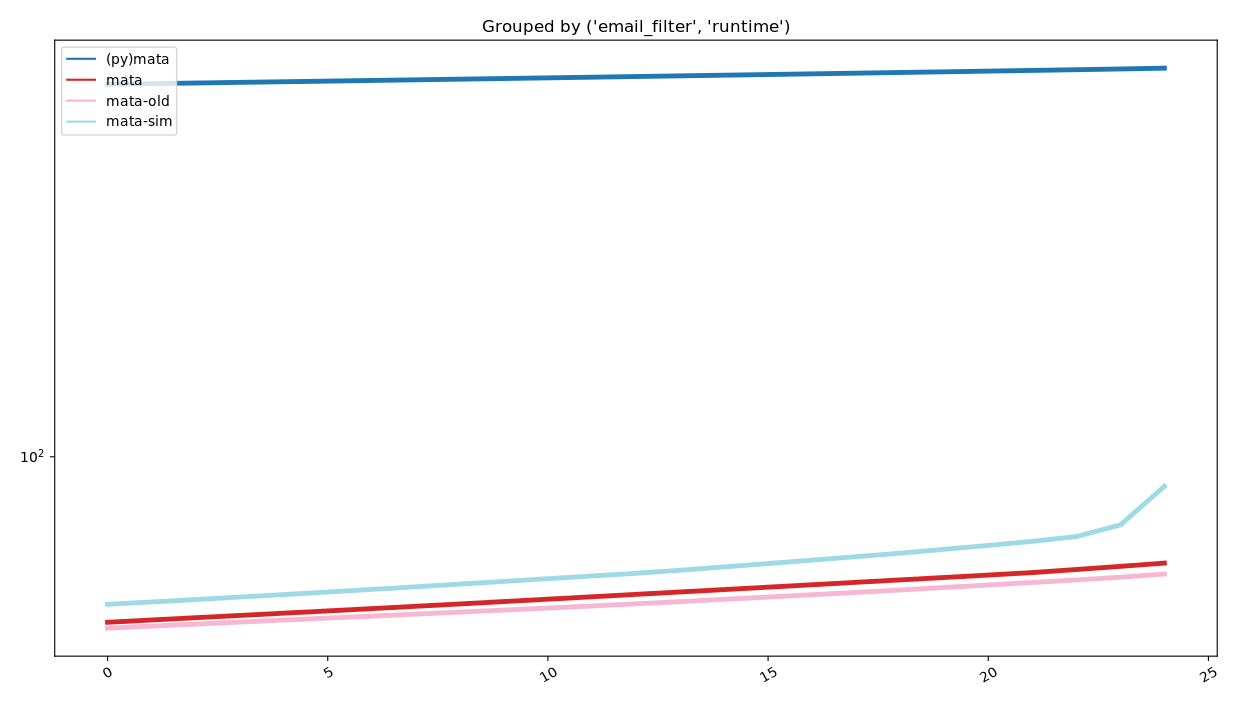 Grouped by ('email_filter', 'runtime')
(py)mata
mata
mata-old
mata-sim
10²
0
5
10
15
20
25